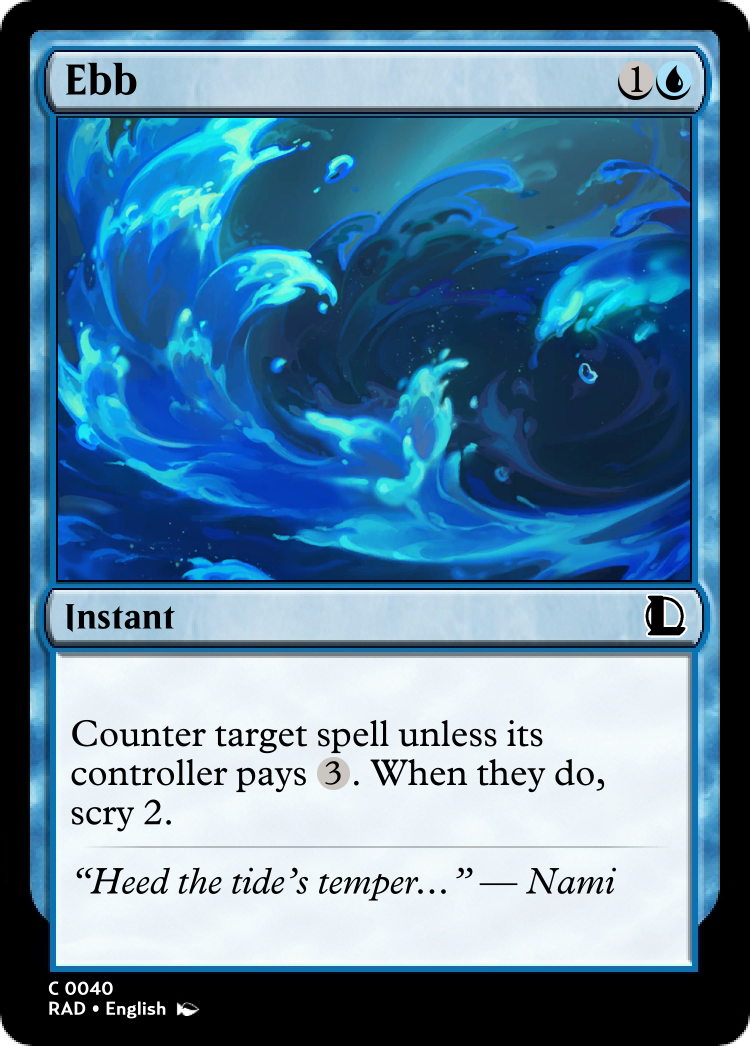 Ebb 1
Instant
Counter target spell unless its
controller pays 3. When they do,
scry 2.
“Heed the tide’s temper...” — Nami
C 0040
RAD • English